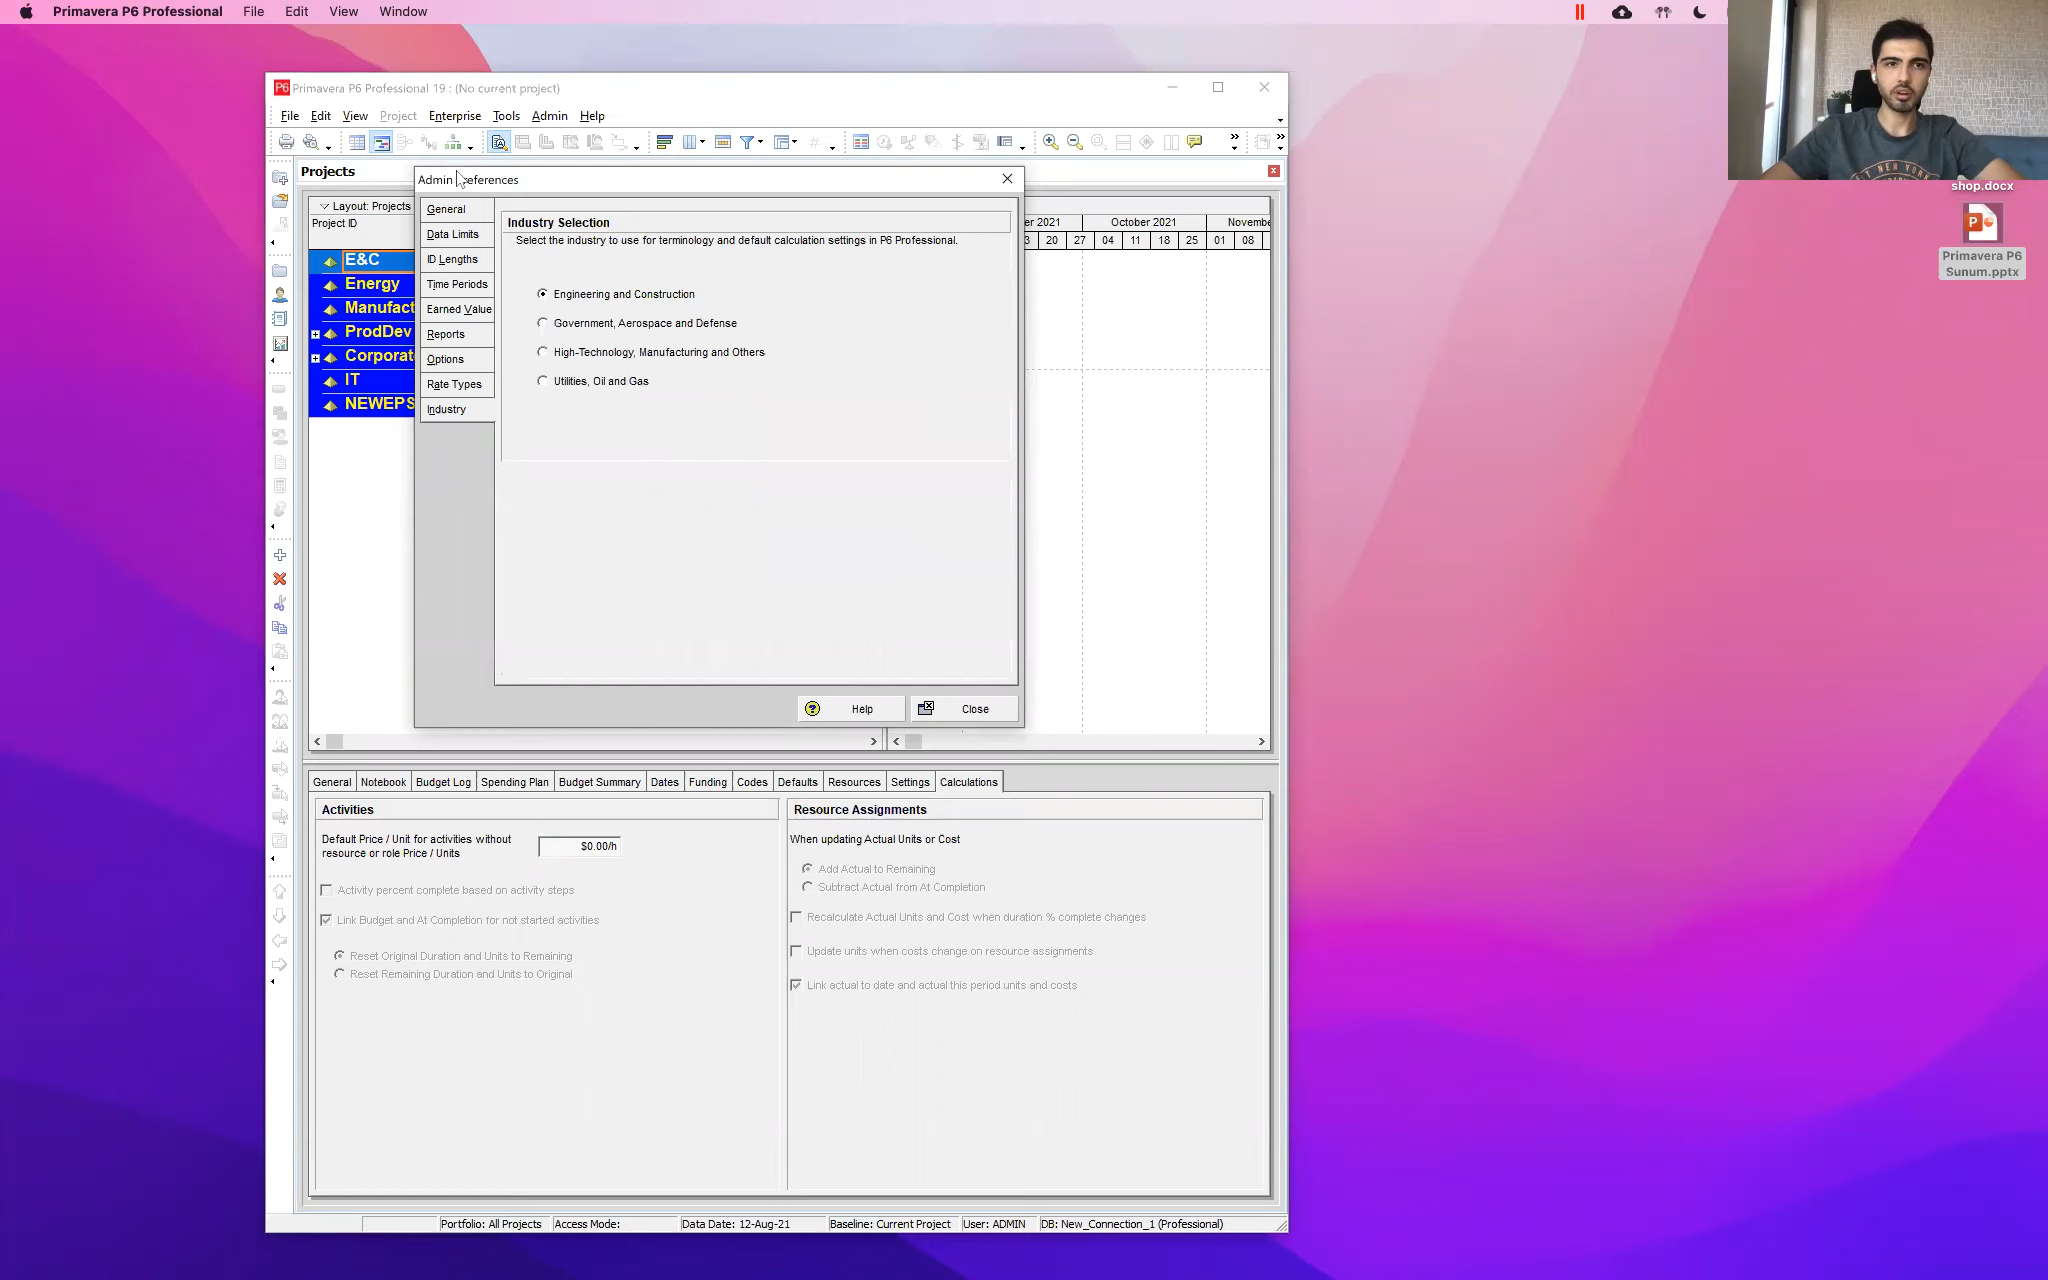 Primavera P6 Professional File Edit View Window
P6 Primavera P6 Professional 19 : (No current project)
File Edit View Project Enterprise Tools Admin Help
Projects
Layout: Projects
Project ID
E&C
Energy
Manufact
ProdDev
Corporat
IT
NEWEPS
Admin
eferences
General
Data Limits
ID Lengths
Time Periods
Earned Value
Reports
Options
Rate Types
Industry
Industry Selection
Select the industry to use for terminology and default calculation settings in P6 Professional.
Engineering and Construction
Government, Aerospace and Defense
High-Technology, Manufacturing and Others
Utilities, Oil and Gas
Help Close
er 2021 October 2021 Novembe
3 20 27 04 11 18 25 01 08
General Notebook Budget Log Spending Plan Budget Summary Dates Funding Codes Defaults Resources Settings Calculations
Activities
Default Price / Unit for activities without
resource or role Price / Units
$0.00/h
Activity percent complete based on activity steps
Link Budget and At Completion for not started activities
Reset Original Duration and Units to Remaining
Reset Remaining Duration and Units to Original
Resource Assignments
When updating Actual Units or Cost
Add Actual to Remaining
Subtract Actual from At Completion
Recalculate Actual Units and Cost when duration % complete changes
Update units when costs change on resource assignments
Link actual to date and actual this period units and costs
Portfolio: All Projects Access Mode: Data Date: 12-Aug-21 Baseline: Current Project User: ADMIN DB: New_Connection_1 (Professional)
shop.docx
Primavera P6
Sunum.pptx